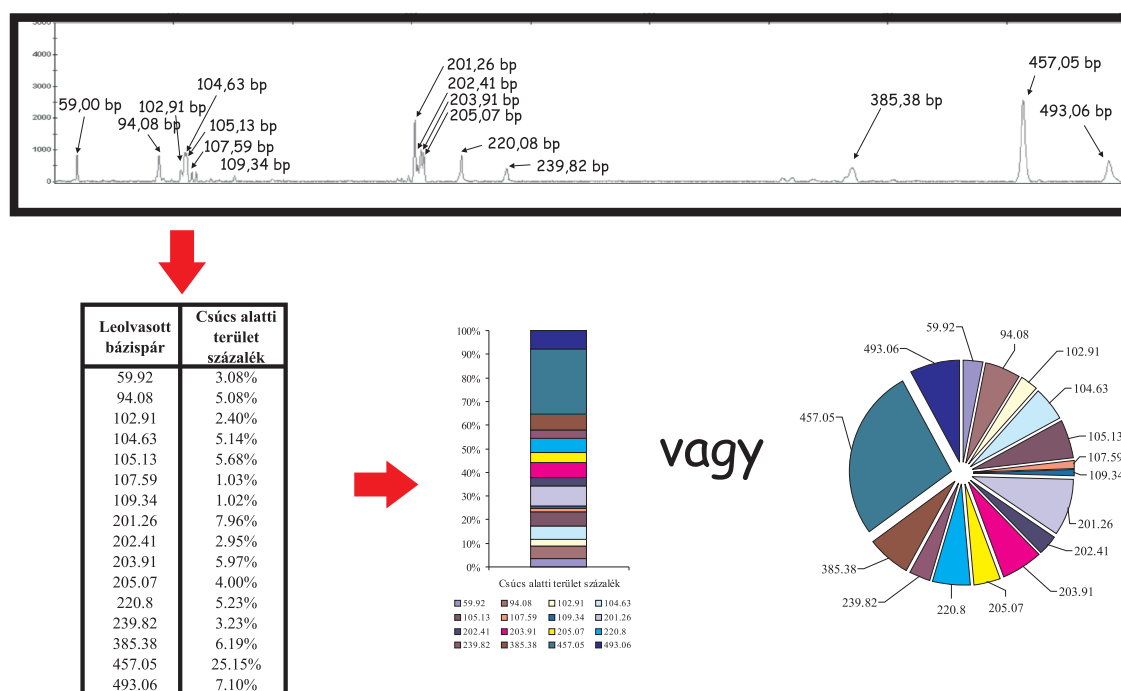 5000
4000
3000
2000
1000
0
59,00 bp
94,08 bp
102,91 bp
104,63 bp
105,13 bp
107,59 bp
109,34 bp
201,26 bp
202,41 bp
203,91 bp
205,07 bp
220,08 bp
239,82 bp
385,38 bp
457,05 bp
493,06 bp
Leolvasott bázispár
Csúcs alatti terület százalék
59.92 3.08%
94.08 5.08%
102.91 2.40%
104.63 5.14%
105.13 5.68%
107.59 1.03%
109.34 1.02%
201.26 7.96%
202.41 2.95%
203.91 5.97%
205.07 4.00%
220.8 5.23%
239.82 3.23%
385.38 6.19%
457.05 25.15%
493.06 7.10%
100%
90%
80%
70%
60%
50%
40%
30%
20%
10%
0%
Csúcs alatti terület százalék
59.92 94.08 102.91 104.63
105.13 107.59 109.34 201.26
202.41 203.91 205.07 220.8
239.82 385.38 457.05 493.06
vagy
59.92
94.08
102.91
104.63
105.13
107.59
109.34
201.26
202.41
203.91
205.07
220.8
239.82
385.38
457.05
493.06